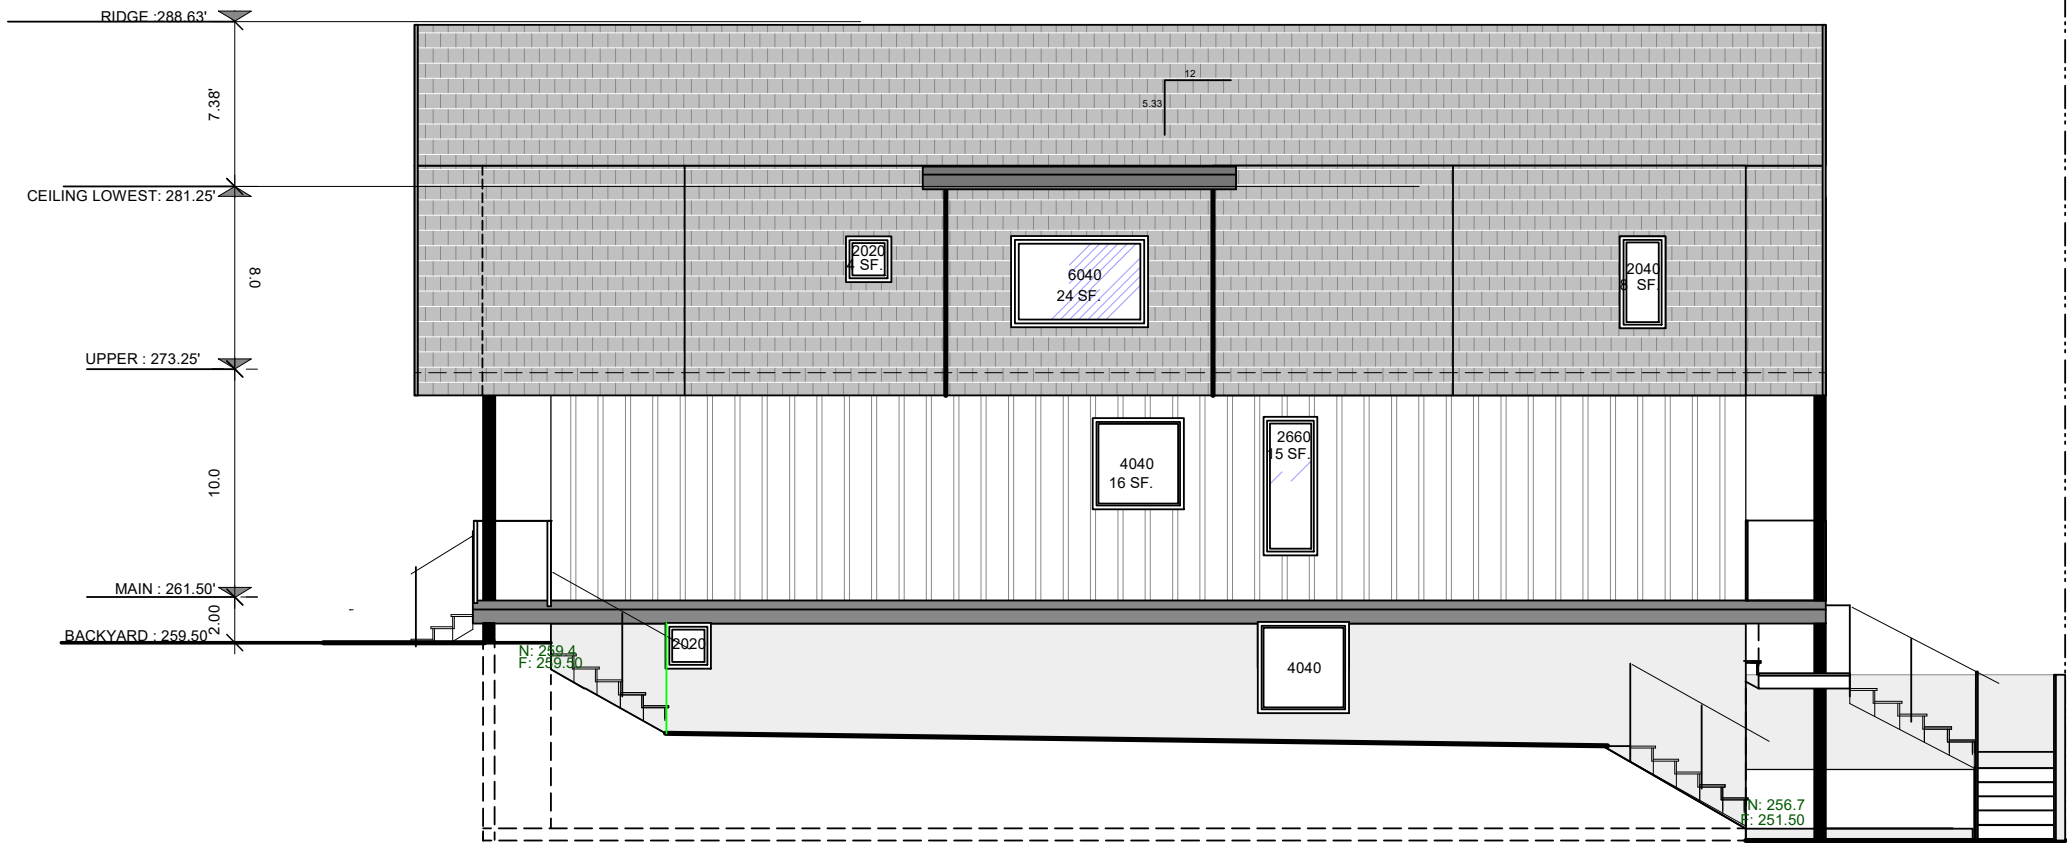 RIDGE :288.63'
7.38'
12
5.33
CEILING LOWEST: 281.25'
8.0
2020
4 SF.
6040
24 SF.
2040
8 SF.
UPPER : 273.25'
10.0
4040
16 SF.
2660
15 SF.
MAIN : 261.50'
2.00
BACKYARD : 259.50'
N: 259.4
F: 259.50
2020
4040
N: 256.7
F: 251.50